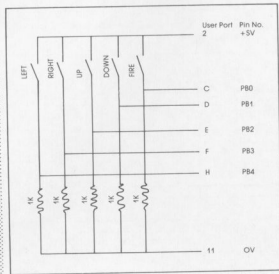 User Port Pin No.
2 +5V
LEFT
RIGHT
UP
DOWN
FIRE
C PB0
D PB1
E PB2
F PB3
H PB4
1K
1K
1K
1K
1K
11 OV